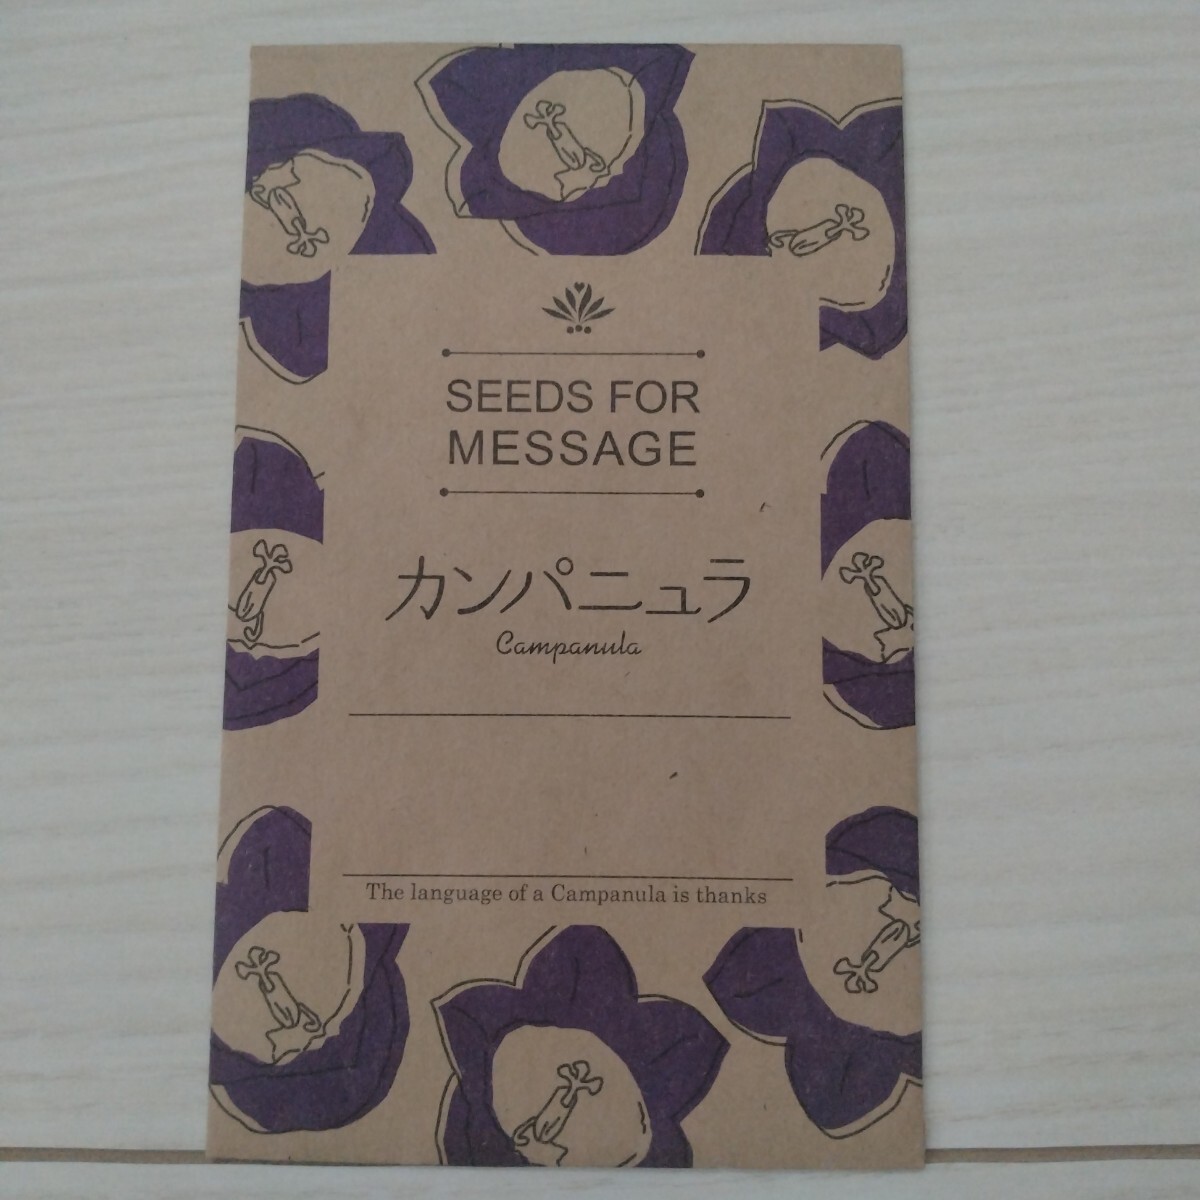 SEEDS FOR
MESSAGE
カンパニュラ
Campanula
The language of a Campanula is thanks